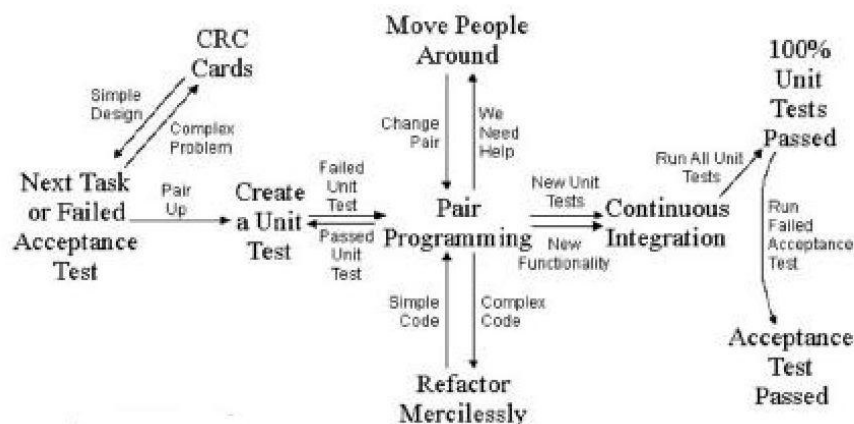 CRC
Cards
Simple
Design
Complex
Problem
Next Task
or Failed
Acceptance
Test
Pair
Up
Create
a Unit
Test
Failed
Unit
Test
Passed
Unit
Test
Move People
Around
Change
Pair
We
Need
Help
Pair
Programming
Simple
Code
Complex
Code
Refactor
Mercilessly
New Unit
Tests
New
Functionality
Continuous
Integration
Run All Unit
Tests
100%
Unit
Tests
Passed
Run
Failed
Acceptance
Test
Acceptance
Test
Passed